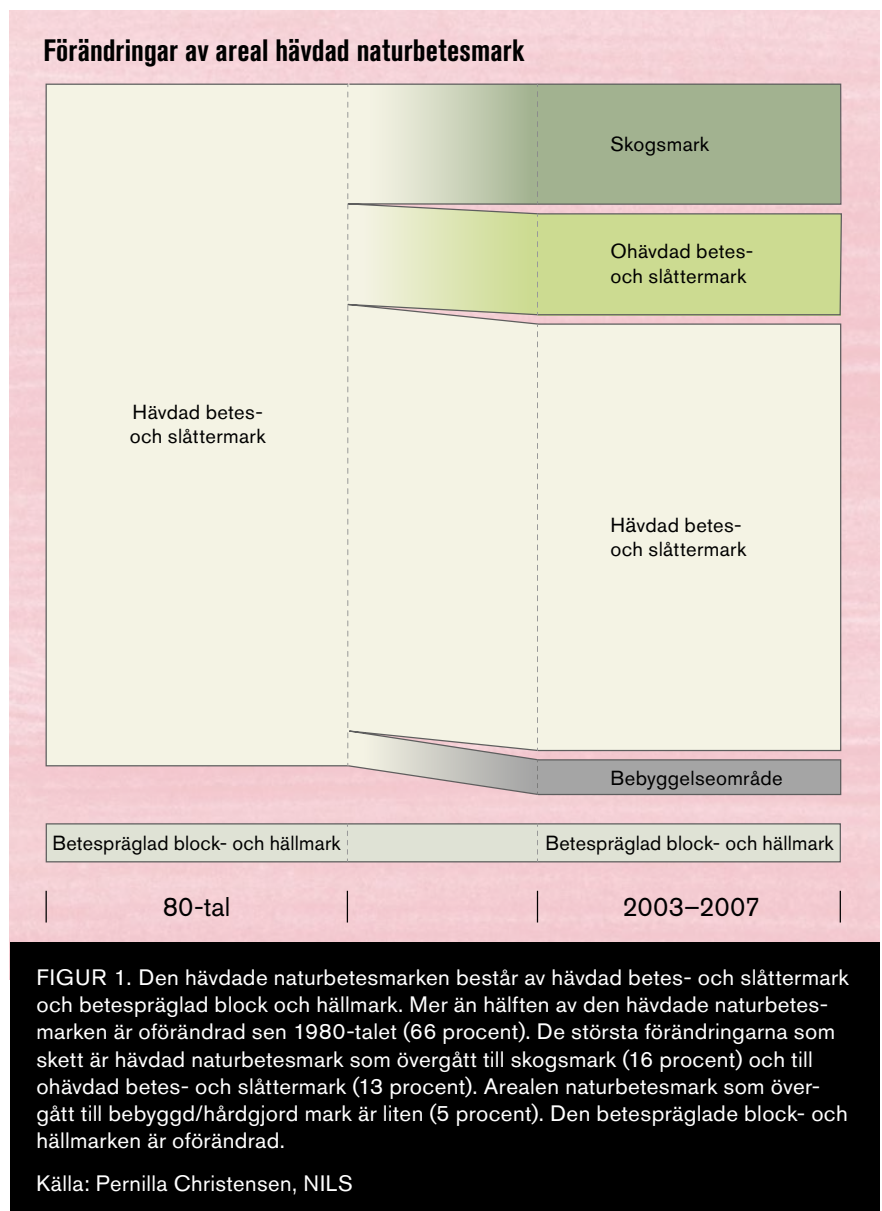 Förändringar av areal hävdad naturbetesmark
Skogsmark
Ohävdad betes-
och slåttermark
Hävdad betes-
och slåttermark
Hävdad betes-
och slåttermark
Bebyggelseområde
Betespräglad block- och hällmark
Betespräglad block- och hällmark
80-tal
2003–2007
FIGUR 1. Den hävdade naturbetesmarken består av hävdad betes- och slåttermark
och betespräglad block och hällmark. Mer än hälften av den hävdade naturbetes-
marken är oförändrad sen 1980-talet (66 procent). De största förändringarna som
skett är hävdad naturbetesmark som övergått till skogsmark (16 procent) och till
ohävdad betes- och slåttermark (13 procent). Arealen naturbetesmark som över-
gått till bebyggd/hårdgjord mark är liten (5 procent). Den betespräglade block- och
hällmarken är oförändrad.
Källa: Pernilla Christensen, NILS